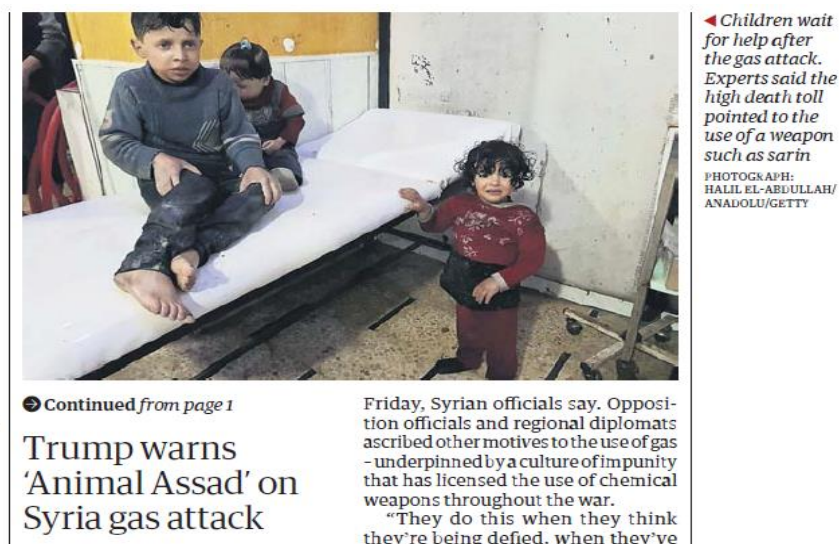 ◀ Children wait
for help after
the gas attack.
Experts said the
high death toll
pointed to the
use of a weapon
such as sarin
PHOTOGRAPH:
HALIL EL-ABDULLAH/
ANADOLU/GETTY
Continued from page 1
Trump warns
‘Animal Assad’ on
Syria gas attack
Friday, Syrian officials say. Opposi-
tion officials and regional diplomats
ascribed other motives to the use of gas
– underpinned by a culture of impunity
that has licensed the use of chemical
weapons throughout the war.
“They do this when they think
they’re being defied, when they’ve